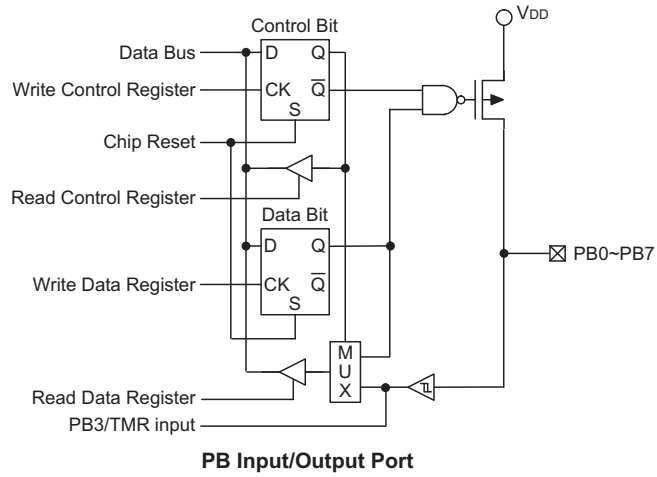 VDD
Control Bit
Data Bus
D
Q
Write Control Register
CK
Q
S
Chip Reset
Read Control Register
Data Bit
D
Q
Write Data Register
CK
Q
S
PB0~PB7
M
U
X
Read Data Register
PB3/TMR input
PB Input/Output Port